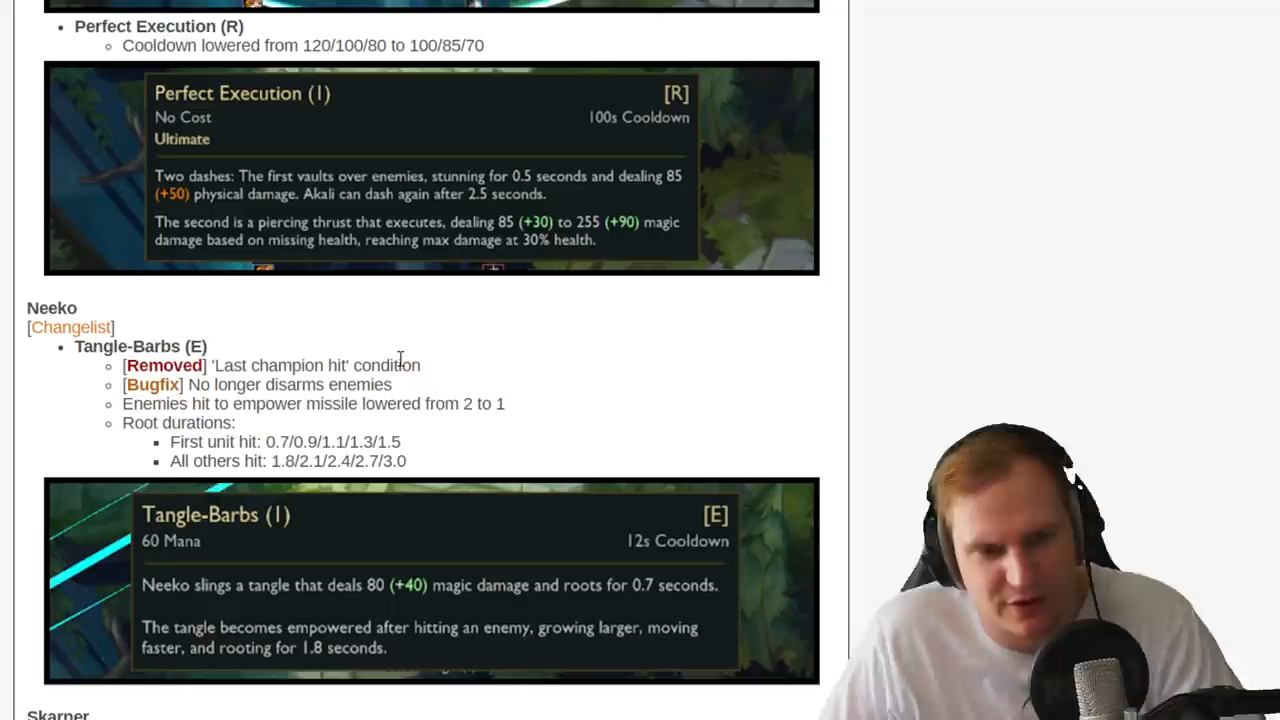 Perfect Execution (R)
Cooldown lowered from 120/100/80 to 100/85/70
Perfect Execution (1) [R]
No Cost 100s Cooldown
Ultimate
Two dashes: The first vaults over enemies, stunning for 0.5 seconds and dealing 85
(+50) physical damage. Akali can dash again after 2.5 seconds.
The second is a piercing thrust that executes, dealing 85 (+30) to 255 (+90) magic
damage based on missing health, reaching max damage at 30% health.
Neeko
[Changelist]
Tangle-Barbs (E)
[Removed] 'Last champion hit' condition
[Bugfix] No longer disarms enemies
Enemies hit to empower missile lowered from 2 to 1
Root durations:
First unit hit: 0.7/0.9/1.1/1.3/1.5
All others hit: 1.8/2.1/2.4/2.7/3.0
Tangle-Barbs (1) [E]
60 Mana 12s Cooldown
Neeko slings a tangle that deals 80 (+40) magic damage and roots for 0.7 seconds.
The tangle becomes empowered after hitting an enemy, growing larger, moving
faster, and rooting for 1.8 seconds.
Skarner